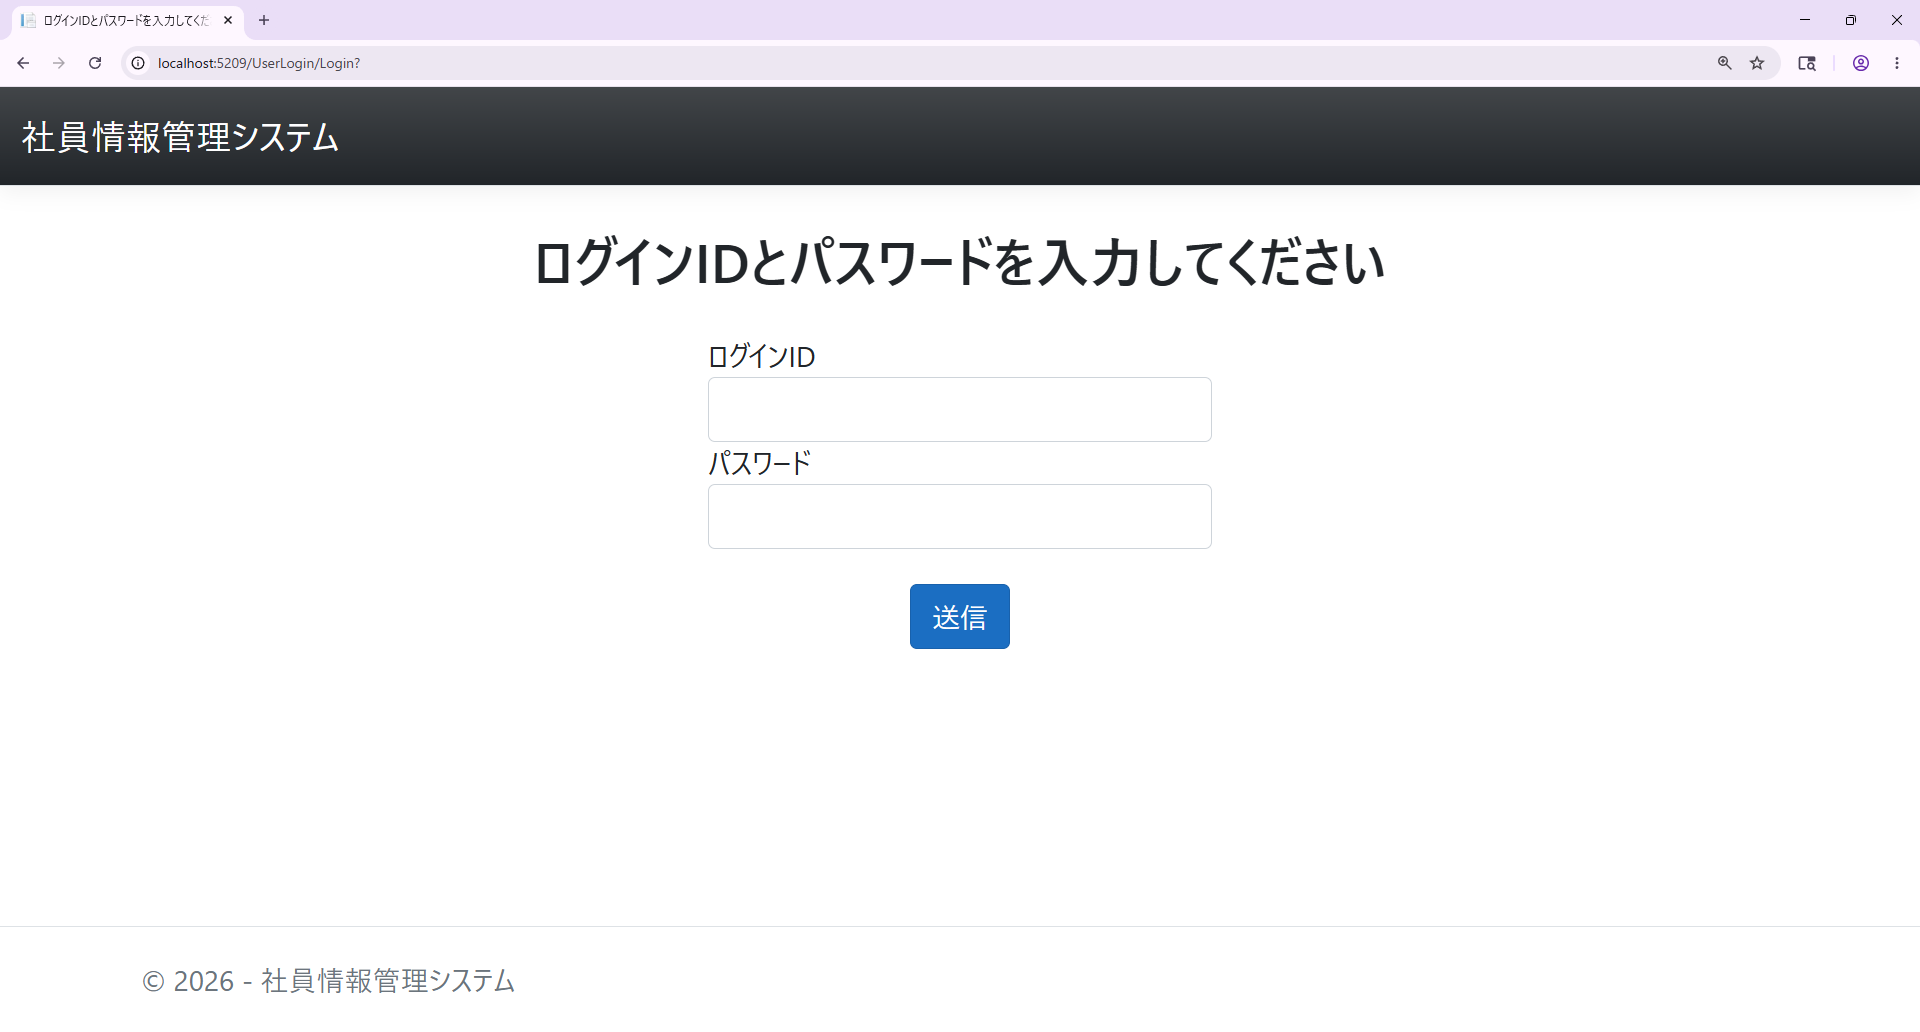 ログインIDとパスワードを入力してくだ
localhost:5209/UserLogin/Login?
社員情報管理システム
ログインIDとパスワードを入力してください
ログインID
パスワード
送信
© 2026 - 社員情報管理システム